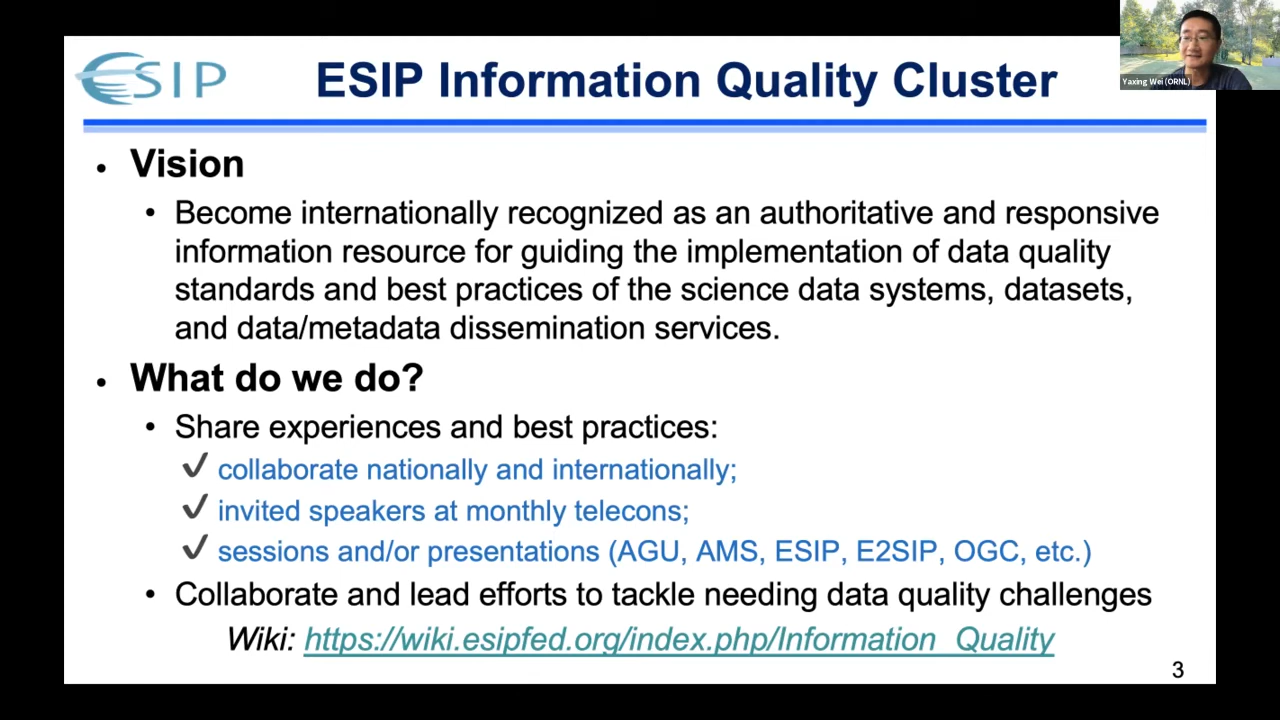 ESIP
ESIP Information Quality Cluster
Yaxing Wei (ORNL)
• Vision
• Become internationally recognized as an authoritative and responsive
information resource for guiding the implementation of data quality
standards and best practices of the science data systems, datasets,
and data/metadata dissemination services.
• What do we do?
• Share experiences and best practices:
✓ collaborate nationally and internationally;
✓ invited speakers at monthly telecons;
✓ sessions and/or presentations (AGU, AMS, ESIP, E2SIP, OGC, etc.)
• Collaborate and lead efforts to tackle needing data quality challenges
Wiki: https://wiki.esipfed.org/index.php/Information_Quality
3